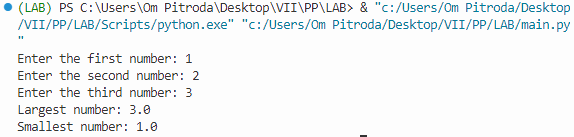 (LAB) PS C:\Users\Om Pitroda\Desktop\VII\PP\LAB> & "c:/Users/Om Pitroda/Desktop
/VII/PP/LAB/Scripts/python.exe" "c:/Users/Om Pitroda/Desktop/VII/PP/LAB/main.py
"
Enter the first number: 1
Enter the second number: 2
Enter the third number: 3
Largest number: 3.0
Smallest number: 1.0